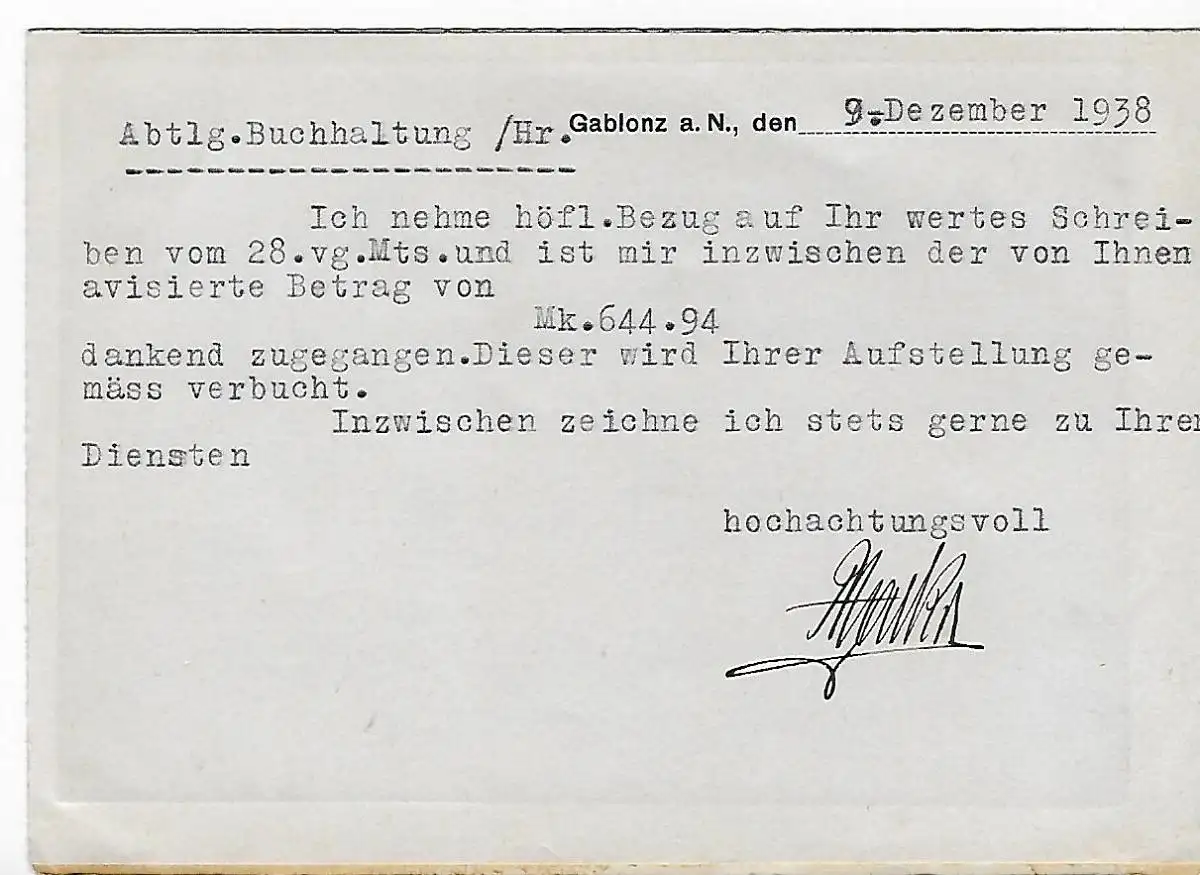 Gablonz a. N., den 9. Dezember 1938
Abtlg.Buchhaltung /Hr.
Ich nehme höfl.Bezug auf Ihr wertes Schrei-
ben vom 28.vg.Mts.und ist mir inzwischen der von Ihnen
avisierte Betrag von
Mk.644.94
dankend zugegangen.Dieser wird Ihrer Aufstellung ge-
mäss verbucht.
Inzwischen zeichne ich stets gerne zu Ihren
Diensten
hochachtungsvoll